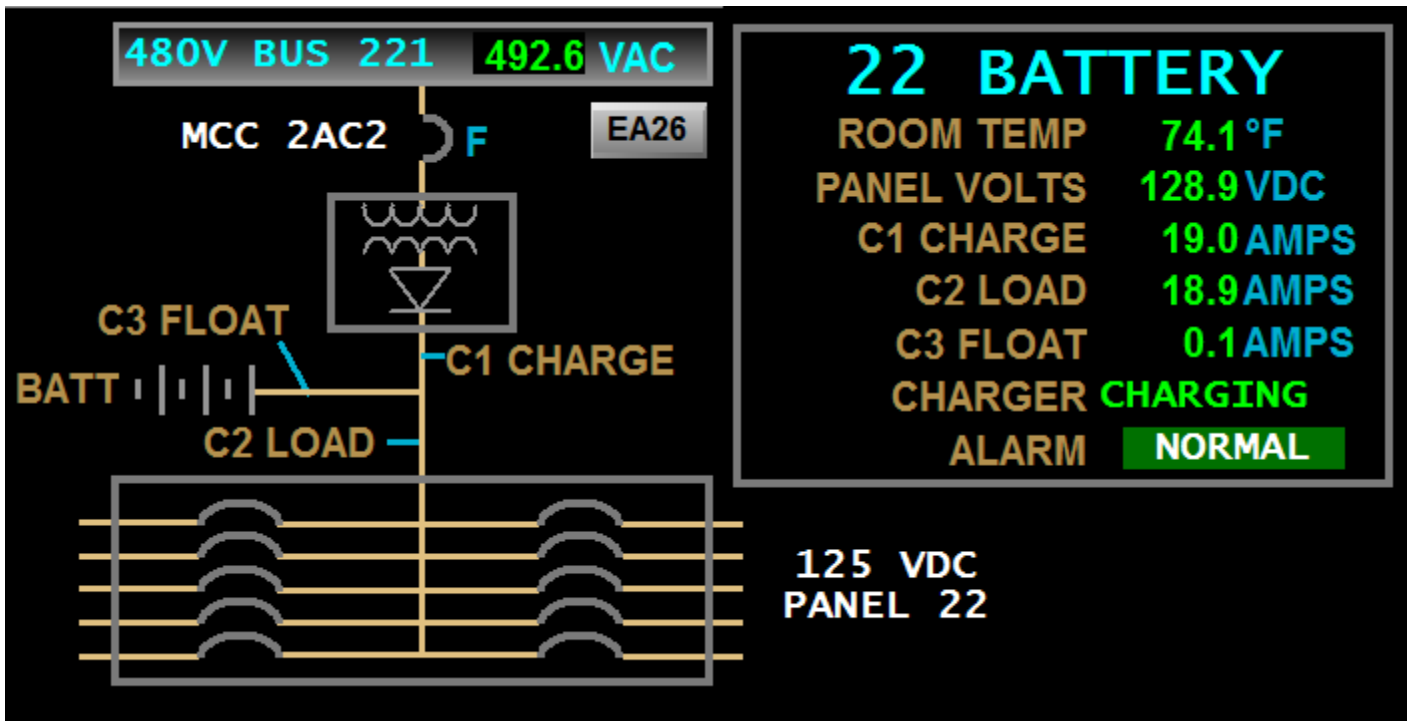 480V BUS 221 492.6 VAC
MCC 2AC2 F EA26
C3 FLOAT
C1 CHARGE
BATT
C2 LOAD
22 BATTERY
ROOM TEMP 74.1 ºF
PANEL VOLTS 128.9 VDC
C1 CHARGE 19.0 AMPS
C2 LOAD 18.9 AMPS
C3 FLOAT 0.1 AMPS
CHARGER CHARGING
ALARM NORMAL
125 VDC
PANEL 22